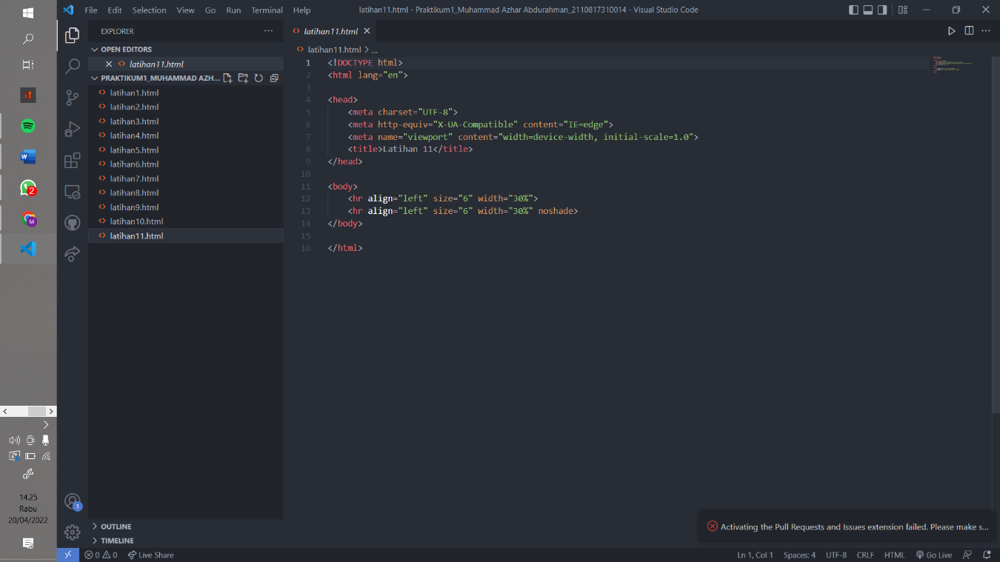 File Edit Selection View Go Run Terminal Help
latihan11.html - Praktikum1_Muhammad Azhar Abdurahman_2110817310014 - Visual Studio Code
EXPLORER
OPEN EDITORS
latihan11.html
PRAKTIKUM1_MUHAMMAD AZH...
latihan1.html
latihan2.html
latihan3.html
latihan4.html
latihan5.html
latihan6.html
latihan7.html
latihan8.html
latihan9.html
latihan10.html
latihan11.html
OUTLINE
TIMELINE
latihan11.html
latihan11.html > ...
1 <!DOCTYPE html>
2 <html lang="en">
3
4 <head>
5 <meta charset="UTF-8">
6 <meta http-equiv="X-UA-Compatible" content="IE=edge">
7 <meta name="viewport" content="width=device-width, initial-scale=1.0">
8 <title>Latihan 11</title>
9 </head>
10
11 <body>
12 <hr align="left" size="6" width="30%">
13 <hr align="left" size="6" width="30%" noshade>
14 </body>
15
16 </html>
Activating the Pull Requests and Issues extension failed. Please make s...
2
M
1
14.25
Rabu
20/04/2022
0 0 Live Share
Ln 1, Col 1 Spaces: 4 UTF-8 CRLF HTML Go Live